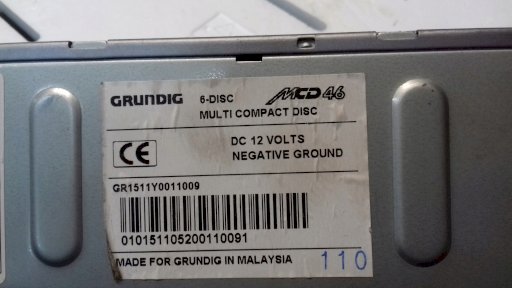 GRUNDIG 6-DISC MCD 46
MULTI COMPACT DISC
CE DC 12 VOLTS
NEGATIVE GROUND
GR1511Y0011009
010151105200110091
MADE FOR GRUNDIG IN MALAYSIA 110